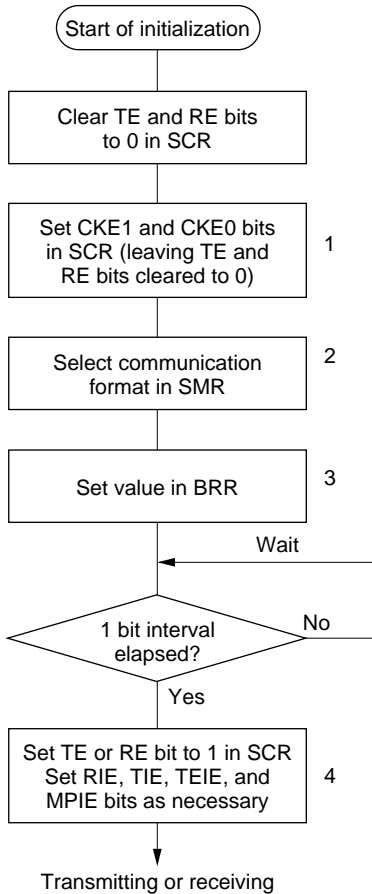 Start of initialization
Clear TE and RE bits
to 0 in SCR
Set CKE1 and CKE0 bits
in SCR (leaving TE and
RE bits cleared to 0)
1
Select communication
format in SMR
2
Set value in BRR
3
Wait
1 bit interval
elapsed?
No
Yes
Set TE or RE bit to 1 in SCR
Set RIE, TIE, TEIE, and
MPIE bits as necessary
4
Transmitting or receiving